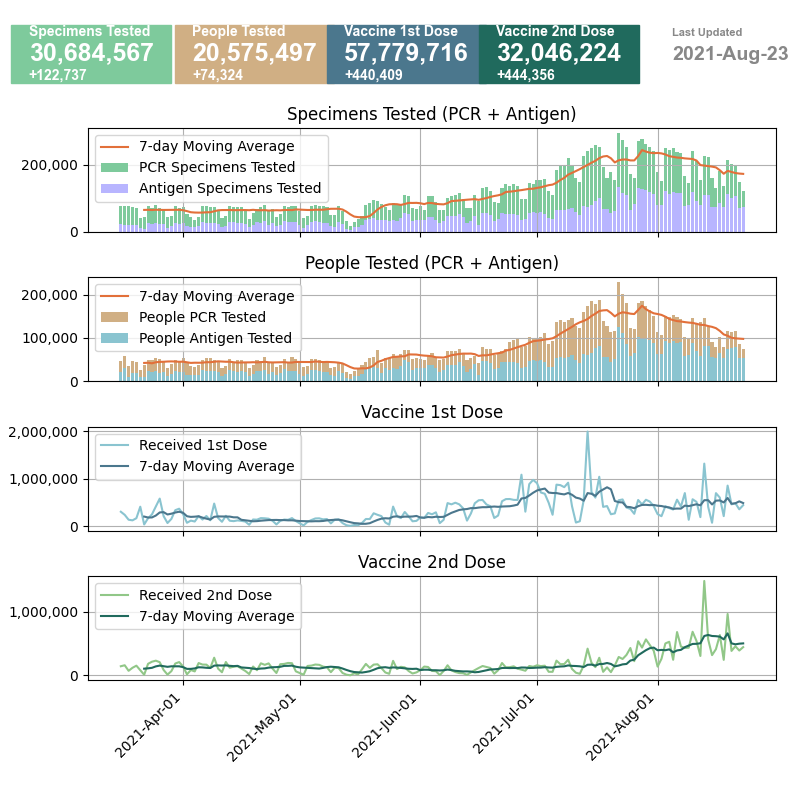 Specimens Tested
30,684,567
+122,737
People Tested
20,575,497
+74,324
Vaccine 1st Dose
57,779,716
+440,409
Vaccine 2nd Dose
32,046,224
+444,356
Last Updated
2021-Aug-23
Specimens Tested (PCR + Antigen)
7-day Moving Average
PCR Specimens Tested
Antigen Specimens Tested
200,000
0
People Tested (PCR + Antigen)
7-day Moving Average
People PCR Tested
People Antigen Tested
200,000
100,000
0
Vaccine 1st Dose
Received 1st Dose
7-day Moving Average
2,000,000
1,000,000
0
Vaccine 2nd Dose
Received 2nd Dose
7-day Moving Average
1,000,000
0
2021-Apr-01
2021-May-01
2021-Jun-01
2021-Jul-01
2021-Aug-01